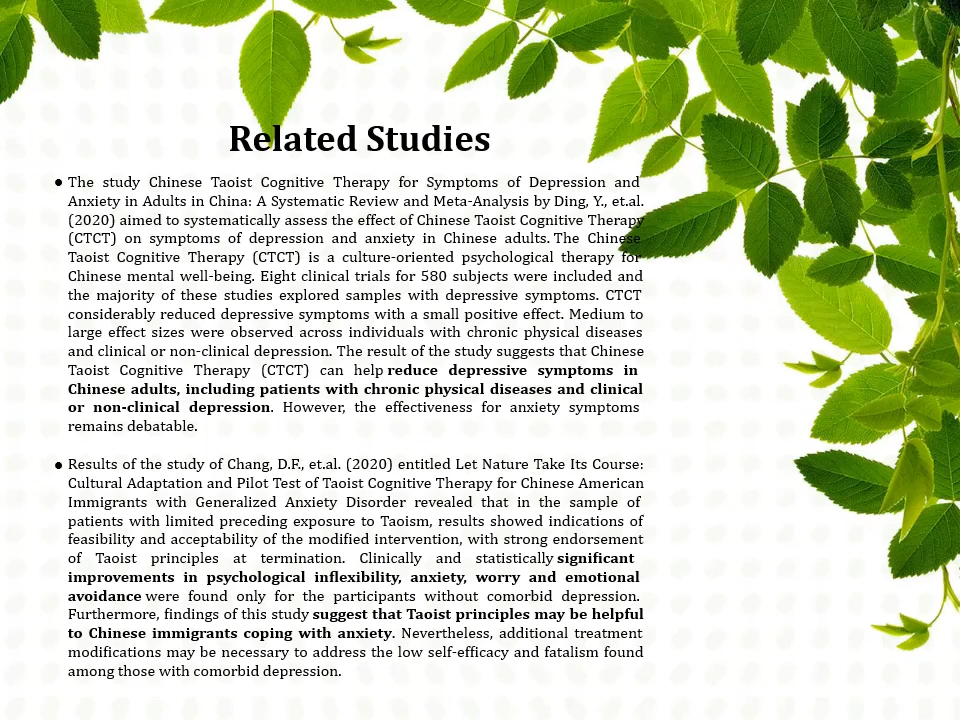 Related Studies
• The study Chinese Taoist Cognitive Therapy for Symptoms of Depression and
Anxiety in Adults in China: A Systematic Review and Meta-Analysis by Ding, Y., et.al.
(2020) aimed to systematically assess the effect of Chinese Taoist Cognitive Therapy
(CTCT) on symptoms of depression and anxiety in Chinese adults. The Chinese
Taoist Cognitive Therapy (CTCT) is a culture-oriented psychological therapy for
Chinese mental well-being. Eight clinical trials for 580 subjects were included and
the majority of these studies explored samples with depressive symptoms. CTCT
considerably reduced depressive symptoms with a small positive effect. Medium to
large effect sizes were observed across individuals with chronic physical diseases
and clinical or non-clinical depression. The result of the study suggests that Chinese
Taoist Cognitive Therapy (CTCT) can help reduce depressive symptoms in
Chinese adults, including patients with chronic physical diseases and clinical
or non-clinical depression. However, the effectiveness for anxiety symptoms
remains debatable.
• Results of the study of Chang, D.F., et.al. (2020) entitled Let Nature Take Its Course:
Cultural Adaptation and Pilot Test of Taoist Cognitive Therapy for Chinese American
Immigrants with Generalized Anxiety Disorder revealed that in the sample of
patients with limited preceding exposure to Taoism, results showed indications of
feasibility and acceptability of the modified intervention, with strong endorsement
of Taoist principles at termination. Clinically and statistically significant
improvements in psychological inflexibility, anxiety, worry and emotional
avoidance were found only for the participants without comorbid depression.
Furthermore, findings of this study suggest that Taoist principles may be helpful
to Chinese immigrants coping with anxiety. Nevertheless, additional treatment
modifications may be necessary to address the low self-efficacy and fatalism found
among those with comorbid depression.